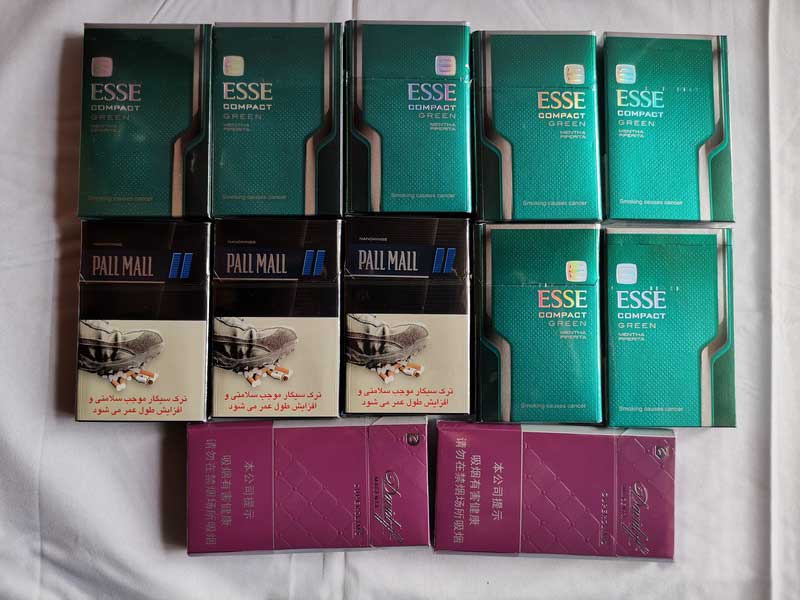 ESSE
COMPACT
GREEN
MENTHA
PIPERITA
Smoking causes cancer
ESSE
COMPACT
GREEN
MENTHA
PIPERITA
Smoking causes cancer
ESSE
COMPACT
GREEN
MENTHA
PIPERITA
Smoking causes cancer
ESSE
COMPACT
GREEN
MENTHA
PIPERITA
Smoking causes cancer
ESSE
COMPACT
GREEN
MENTHA
PIPERITA
Smoking causes cancer
NANOKINGS
PALL MALL
ترک سیگار موجب سلامتی و
افزایش طول عمر می شود
NANOKINGS
PALL MALL
ترک سیگار موجب سلامتی و
افزایش طول عمر می شود
NANOKINGS
PALL MALL
ترک سیگار موجب سلامتی و
افزایش طول عمر می شود
ESSE
COMPACT
GREEN
MENTHA
PIPERITA
Smoking causes cancer
ESSE
COMPACT
GREEN
MENTHA
PIPERITA
Smoking causes cancer
Davidoff
本公司提示
吸烟有害健康
请勿在禁烟场所吸烟
Davidoff
本公司提示
吸烟有害健康
请勿在禁烟场所吸烟